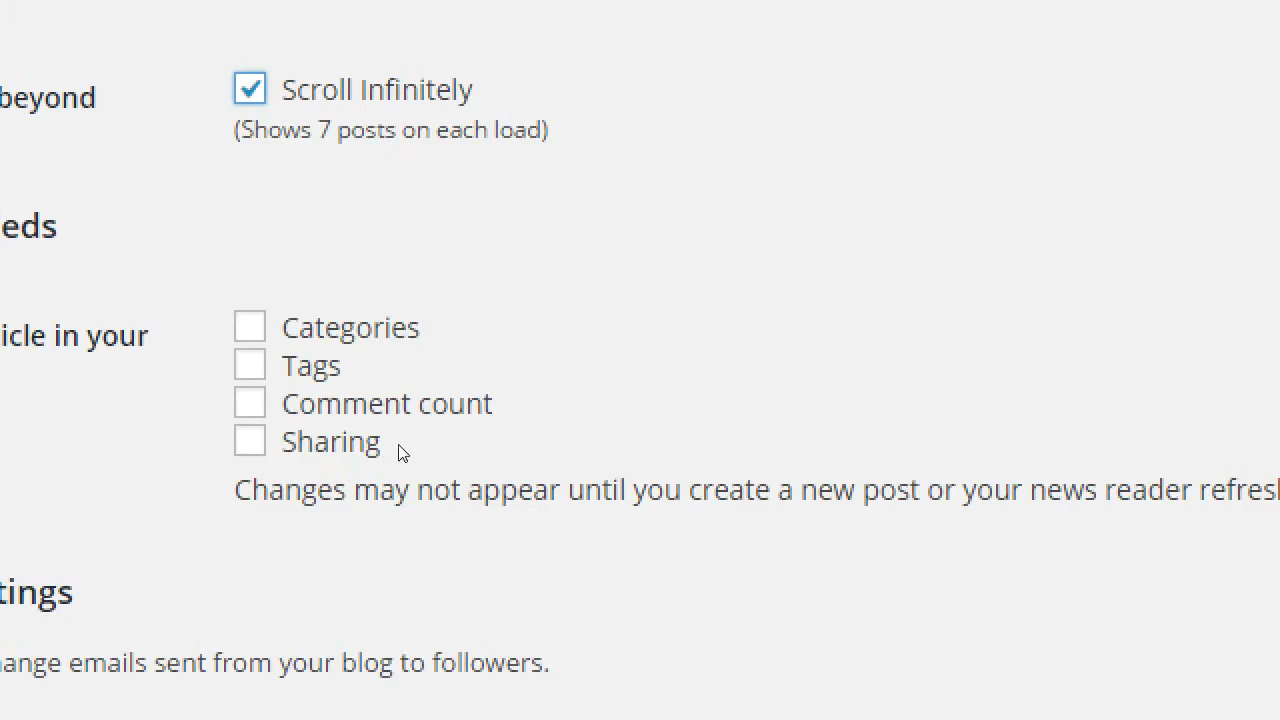 beyond
Scroll Infinitely
(Shows 7 posts on each load)
eds
icle in your
Categories
Tags
Comment count
Sharing
Changes may not appear until you create a new post or your news reader refresh
tings
ange emails sent from your blog to followers.